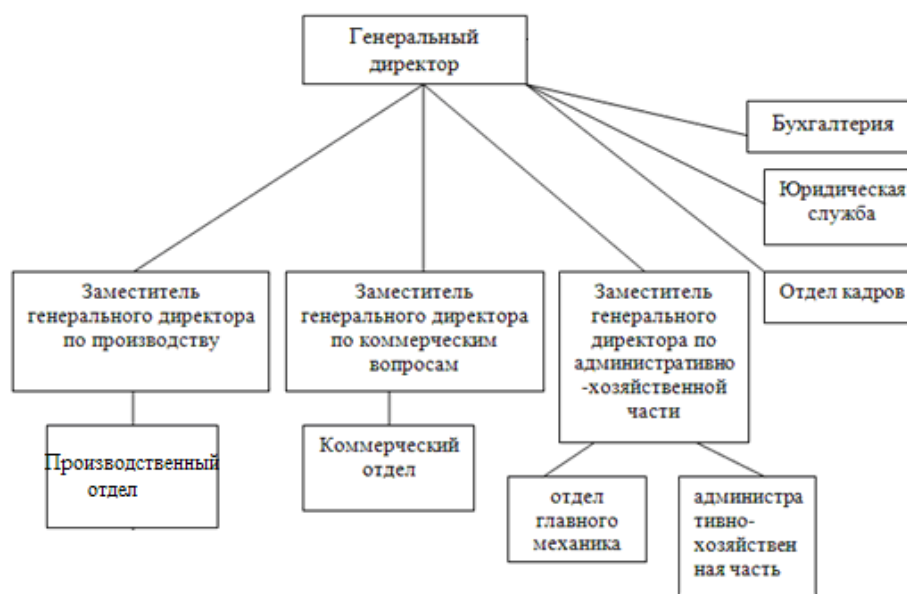 Генеральный
директор
Бухгалтерия
Юридическая
служба
Отдел кадров
Заместитель
генерального директора
по производству
Заместитель
генерального директора
по коммерческим
вопросам
Заместитель
генерального
директора по
административно
-хозяйственной
части
Производственный
отдел
Коммерческий
отдел
отдел
главного
механика
администра
тивно-
хозяйствен
ная часть